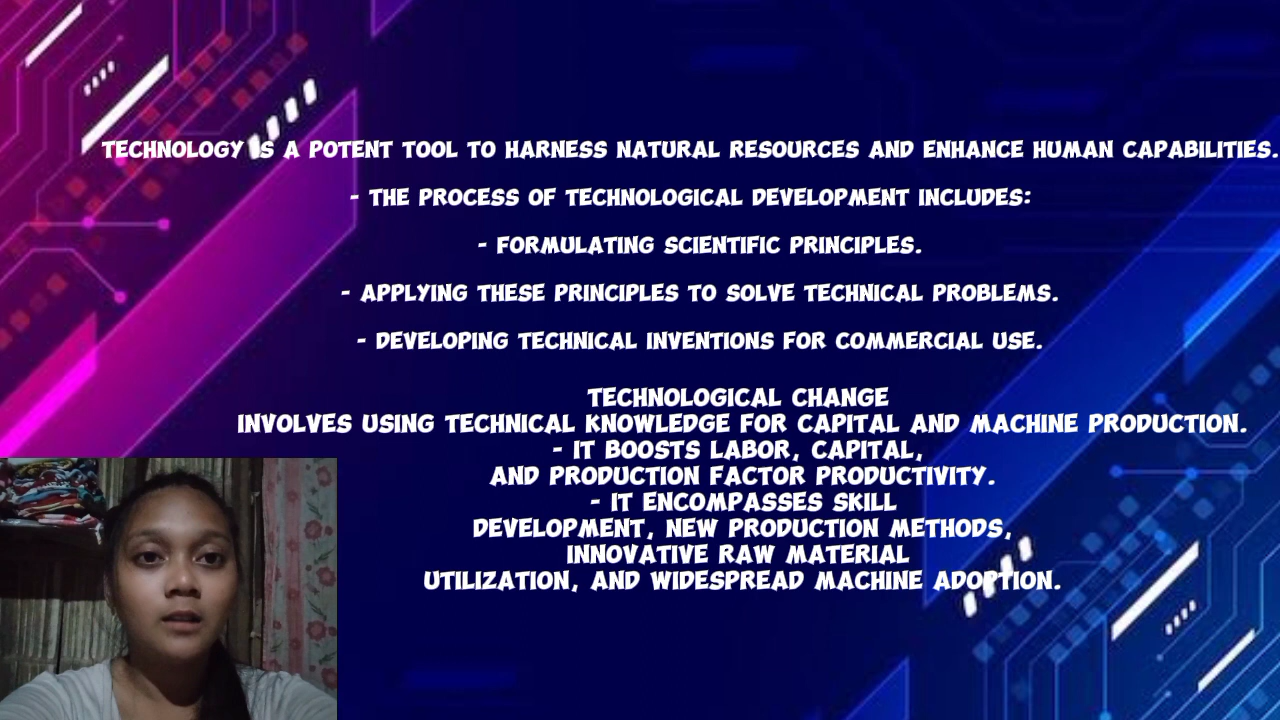 TECHNOLOGY IS A POTENT TOOL TO HARNESS NATURAL RESOURCES AND ENHANCE HUMAN CAPABILITIES.
- THE PROCESS OF TECHNOLOGICAL DEVELOPMENT INCLUDES:
- FORMULATING SCIENTIFIC PRINCIPLES.
- APPLYING THESE PRINCIPLES TO SOLVE TECHNICAL PROBLEMS.
- DEVELOPING TECHNICAL INVENTIONS FOR COMMERCIAL USE.
TECHNOLOGICAL CHANGE
INVOLVES USING TECHNICAL KNOWLEDGE FOR CAPITAL AND MACHINE PRODUCTION.
- IT BOOSTS LABOR, CAPITAL,
AND PRODUCTION FACTOR PRODUCTIVITY.
- IT ENCOMPASSES SKILL
DEVELOPMENT, NEW PRODUCTION METHODS,
INNOVATIVE RAW MATERIAL
UTILIZATION, AND WIDESPREAD MACHINE ADOPTION.